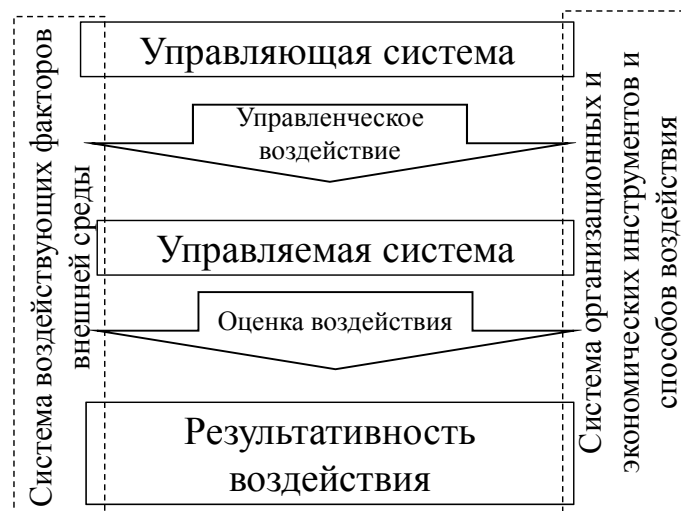 Управляющая система
Управленческое
воздействие
Управляемая система
Оценка воздействия
Результативность
воздействия
Система воздействующих факторов
внешней среды
Система организационных и
экономических инструментов и
способов воздействия